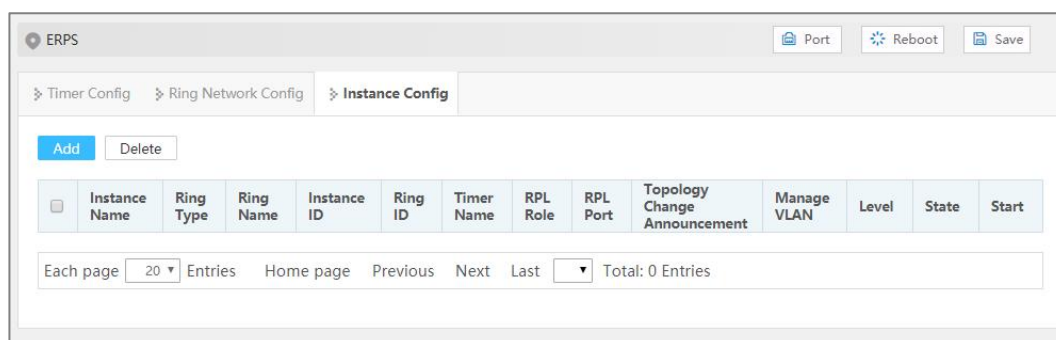 ERPS Port Reboot Save
Timer Config Ring Network Config Instance Config
Add Delete
Instance Name Ring Type Ring Name Instance ID Ring ID Timer Name RPL Role RPL Port Topology Change Announcement Manage VLAN Level State Start
Each page 20 Entries Home page Previous Next Last Total: 0 Entries